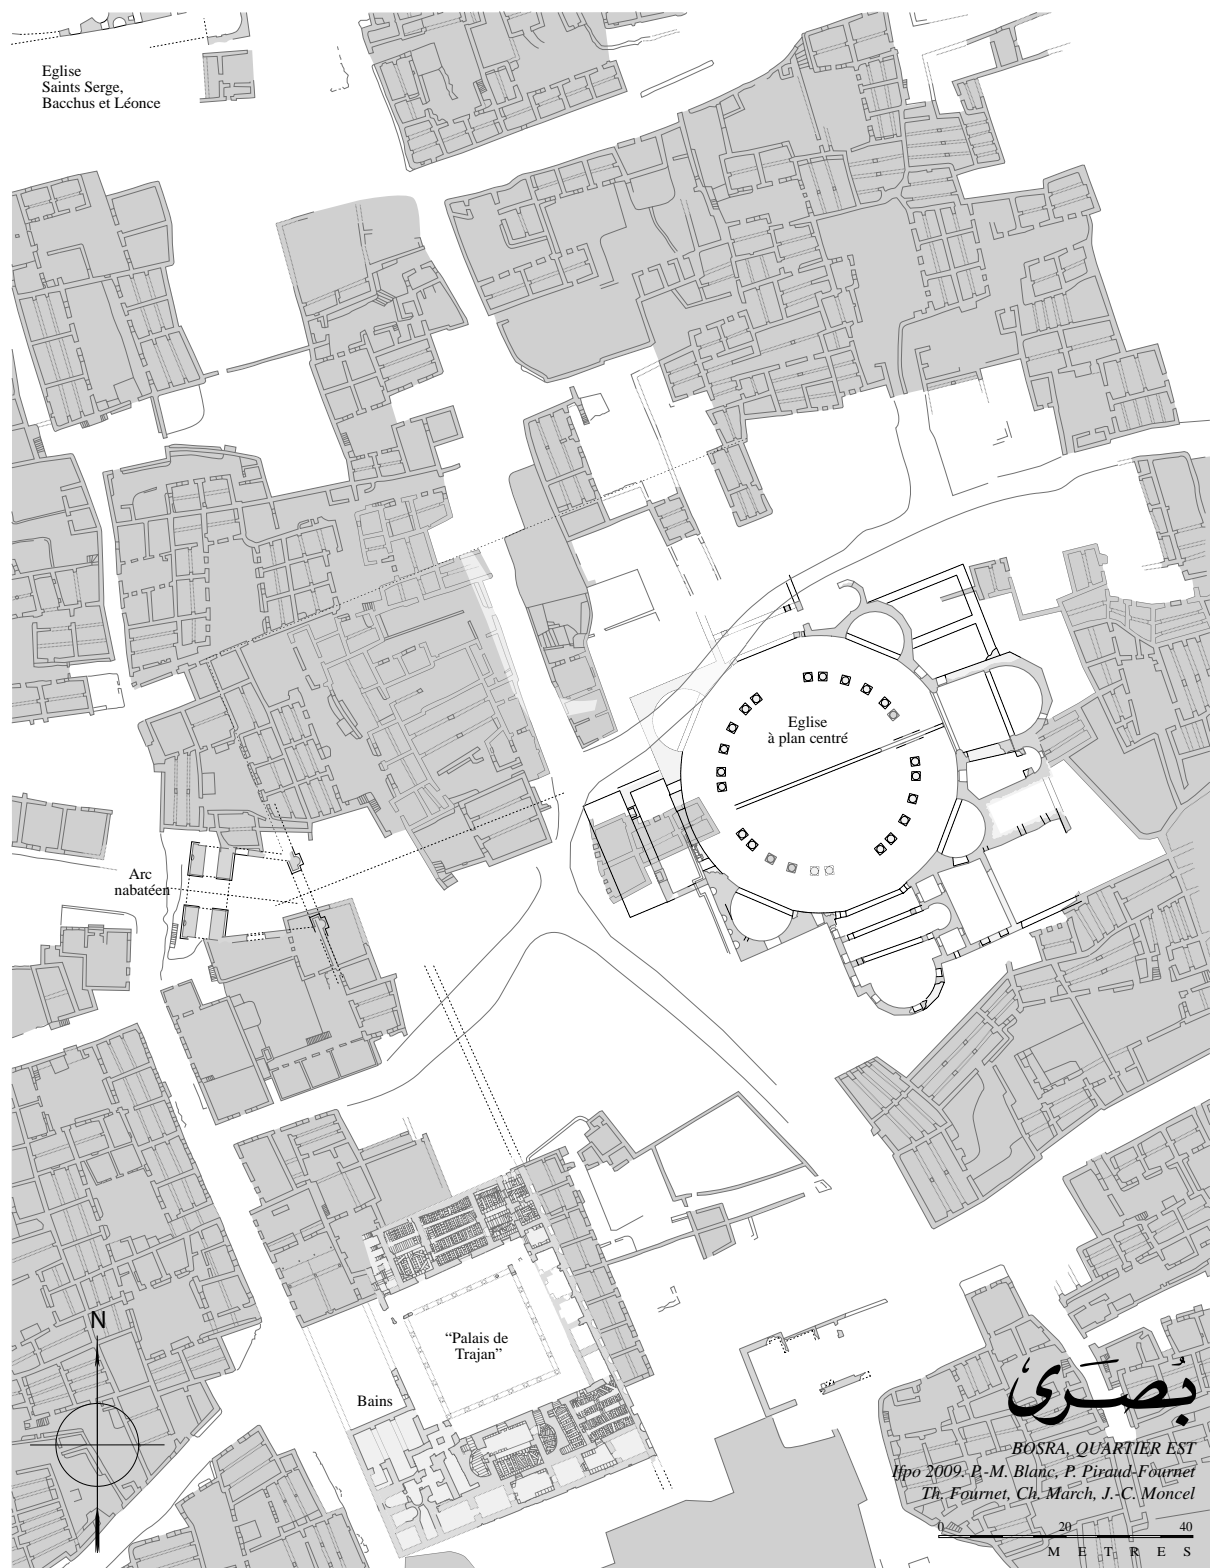 Eglise
Saints Serge,
Bacchus et Léonce
Eglise
à plan centré
Arc
nabatéen
N
“Palais de
Trajan”
Bains
بُصْرَى
BOSRA, QUARTIER EST
Ifpo 2009. P.-M. Blanc, P. Piraud-Fournet
Th. Fournet, Ch. March, J.-C. Moncel
0 20 40
M E T R E S